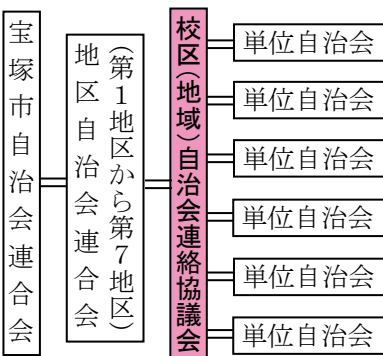 宝塚市自治会連合会
地区自治会連合会
(第1地区から第7地区)
校区(地域)自治会連絡協議会
単位自治会
単位自治会
単位自治会
単位自治会
単位自治会
単位自治会